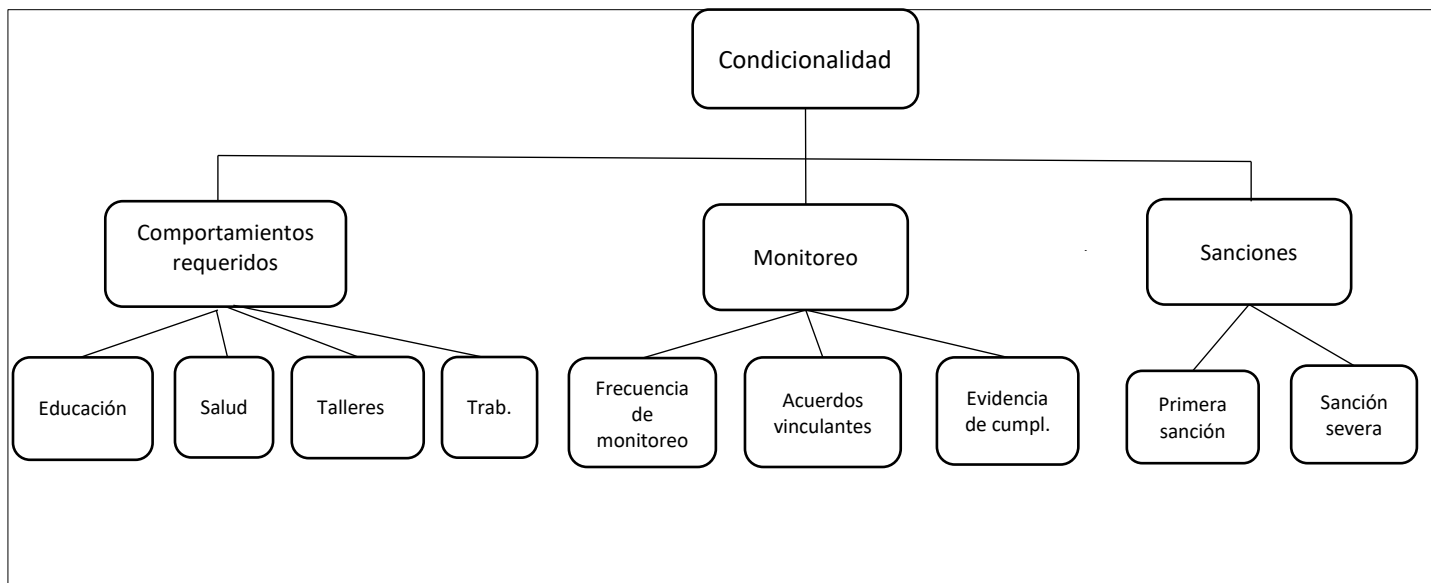 Condicionalidad
Comportamientos
requeridos
Monitoreo
Sanciones
Educación
Salud
Talleres
Trab.
Frecuencia
de
monitoreo
Acuerdos
vinculantes
Evidencia
de cumpl.
Primera
sanción
Sanción
severa